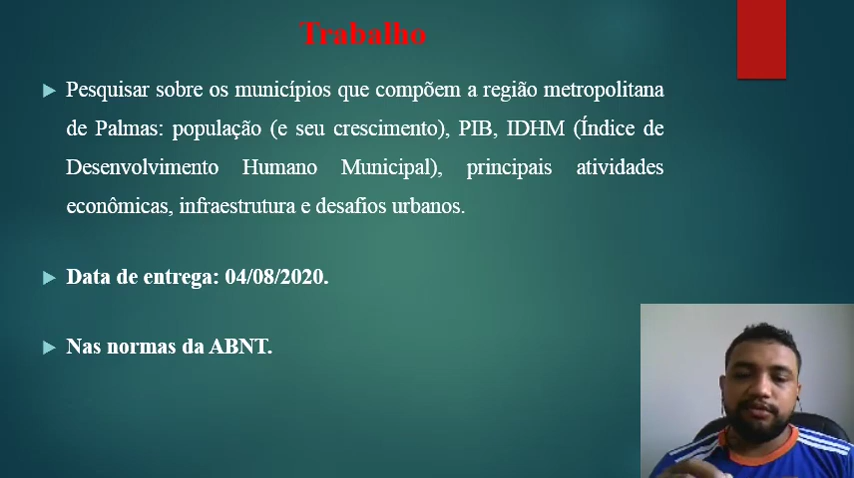 Trabalho
Pesquisar sobre os municípios que compõem a região metropolitana
de Palmas: população (e seu crescimento), PIB, IDHM (Índice de
Desenvolvimento Humano Municipal), principais atividades
econômicas, infraestrutura e desafios urbanos.
Data de entrega: 04/08/2020.
Nas normas da ABNT.